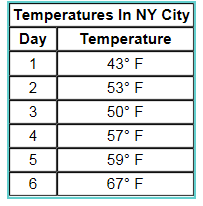 Temperatures In NY City
Day Temperature
1 43° F
2 53° F
3 50° F
4 57° F
5 59° F
6 67° F